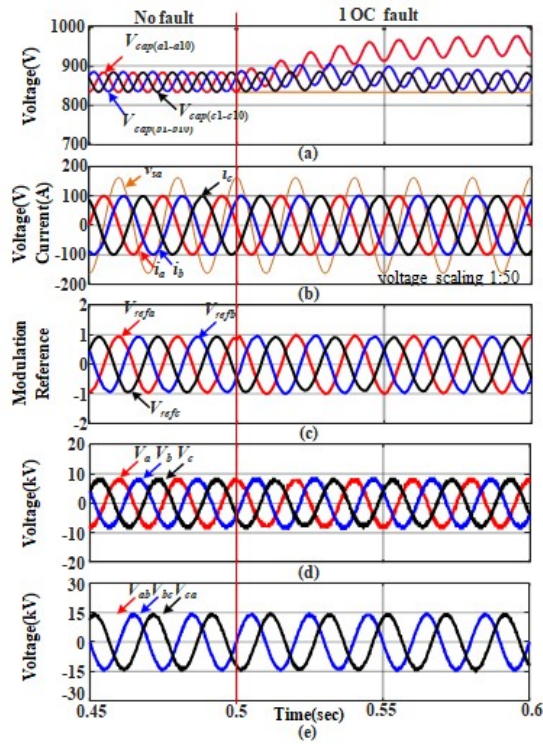 No fault 1 OC fault
1000
900
800
700
Voltage(V)
Vcap(a1-a10)
Vcap(b1-b10)
Vcap(c1-c10)
(a)
200
100
0
-100
-200
Voltage(V)
Current(A)
vsa
ic
ia ib
voltage scaling 1:50
(b)
2
1
0
-1
-2
Modulation
Reference
Vrefa
Vrefb
Vrefc
(c)
20
10
0
-10
20
Voltage(kV)
Va Vb Vc
(d)
30
15
0
-15
-30
Voltage(kV)
Vab Vbc Vca
0.45 0.5 0.55 0.6
Time(sec)
(e)